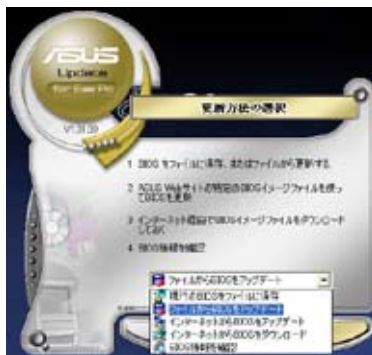 ASUS
Update
for Eee Pc
更新方法の選択
1 BIOS をファイルに保存、またはファイルから更新する
2 ASUS Webサイトの特定のBIOSイメージファイルを使っ
てBIOSを更新
3 インターネット経由でBIOSイメージファイルをダウンロード
しておく
4 BIOS情報を確認
ファイルからBIOSをアップデート
現行のBIOSをファイルに保存
ファイルからBIOSをアップデート
インターネットからBIOSをアップデート
インターネットからBIOSをダウンロード
BIOS情報を確認